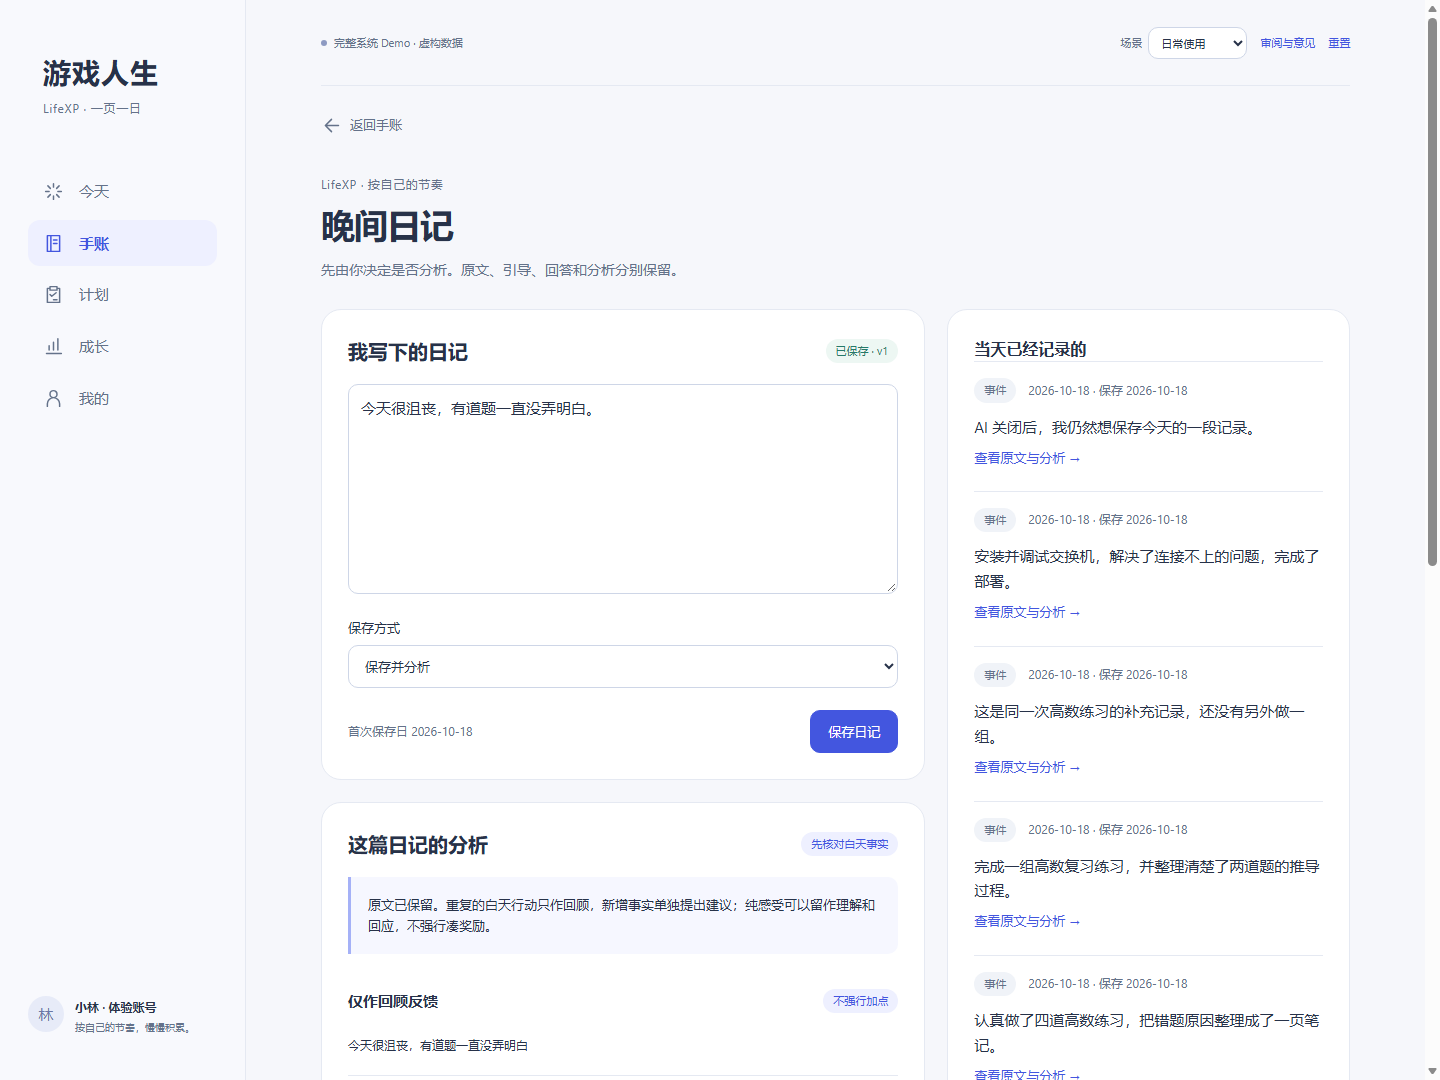 游戏人生
LifeXP · 一页一日
今天
手账
计划
成长
我的
林
小林 · 体验账号
按自己的节奏，慢慢积累。
完整系统 Demo · 虚构数据
场景
日常使用
审阅与意见
重置
返回手账
LifeXP · 按自己的节奏
晚间日记
先由你决定是否分析。原文、引导、回答和分析分别保留。
我写下的日记
已保存 · v1
今天很沮丧，有道题一直没弄明白。
保存方式
保存并分析
首次保存日 2026-10-18
保存日记
这篇日记的分析
先核对白天事实
原文已保留。重复的白天行动只作回顾，新增事实单独提出建议；纯感受可以留作理解和
回应，不强行凑奖励。
仅作回顾反馈
不强行加点
今天很沮丧，有道题一直没弄明白
当天已经记录的
事件
2026-10-18 · 保存 2026-10-18
AI 关闭后，我仍然想保存今天的一段记录。
查看原文与分析 →
事件
2026-10-18 · 保存 2026-10-18
安装并调试交换机，解决了连接不上的问题，完成了
部署。
查看原文与分析 →
事件
2026-10-18 · 保存 2026-10-18
这是同一次高数练习的补充记录，还没有另外做一
组。
查看原文与分析 →
事件
2026-10-18 · 保存 2026-10-18
完成一组高数复习练习，并整理清楚了两道题的推导
过程。
查看原文与分析 →
事件
2026-10-18 · 保存 2026-10-18
认真做了四道高数练习，把错题原因整理成了一页笔
记。
查看原文与分析 →